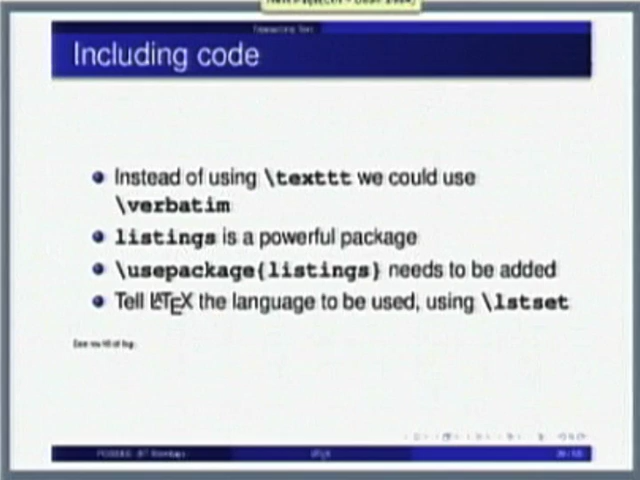 Including code
Instead of using \texttt we could use
\verbatim
listings is a powerful package
\usepackage{listings} needs to be added
Tell LATEX the language to be used, using \lstset
LATEX